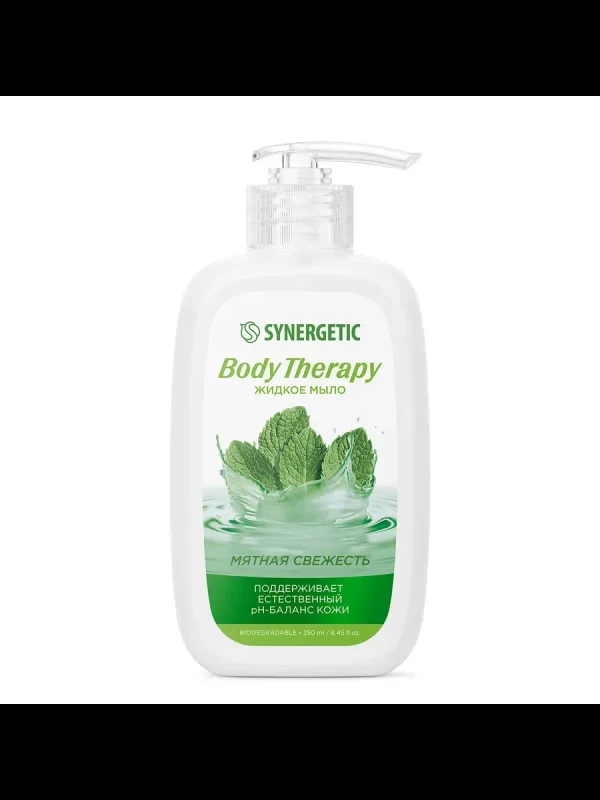 SYNERGETIC
Body Therapy
ЖИДКОЕ МЫЛО
МЯТНАЯ СВЕЖЕСТЬ
ПОДДЕРЖИВАЕТ
ЕСТЕСТВЕННЫЙ
pH-БАЛАНС КОЖИ
BIODEGRADABLE • 250 ml / 8.45 fl oz.